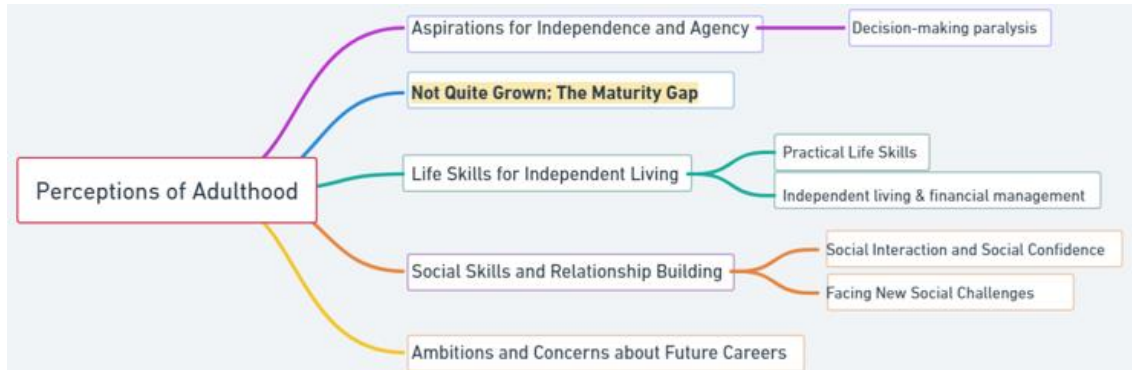 Aspirations for Independence and Agency
Decision-making paralysis
Not Quite Grown; The Maturity Gap
Perceptions of Adulthood
Life Skills for Independent Living
Practical Life Skills
Independent living & financial management
Social Skills and Relationship Building
Social Interaction and Social Confidence
Facing New Social Challenges
Ambitions and Concerns about Future Careers